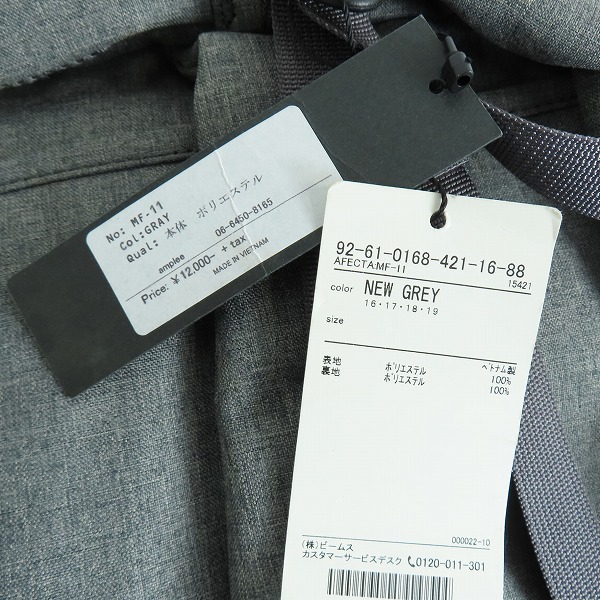 No: MF-11
Col:GRAY
Qual: 本体 ポリエステル
amplee 06-6450-8165
Price: ¥12,000- + tax
MADE IN VIETNAM
92-61-0168-421-16-88
AFECTA:MF-11 15421
color NEW GREY
16・17・18・19
size
表地 ポリエステル ベトナム製
100%
裏地 ポリエステル
100%
000022-10
(株)ビームス
カスタマーサービスデスク 0120-011-301